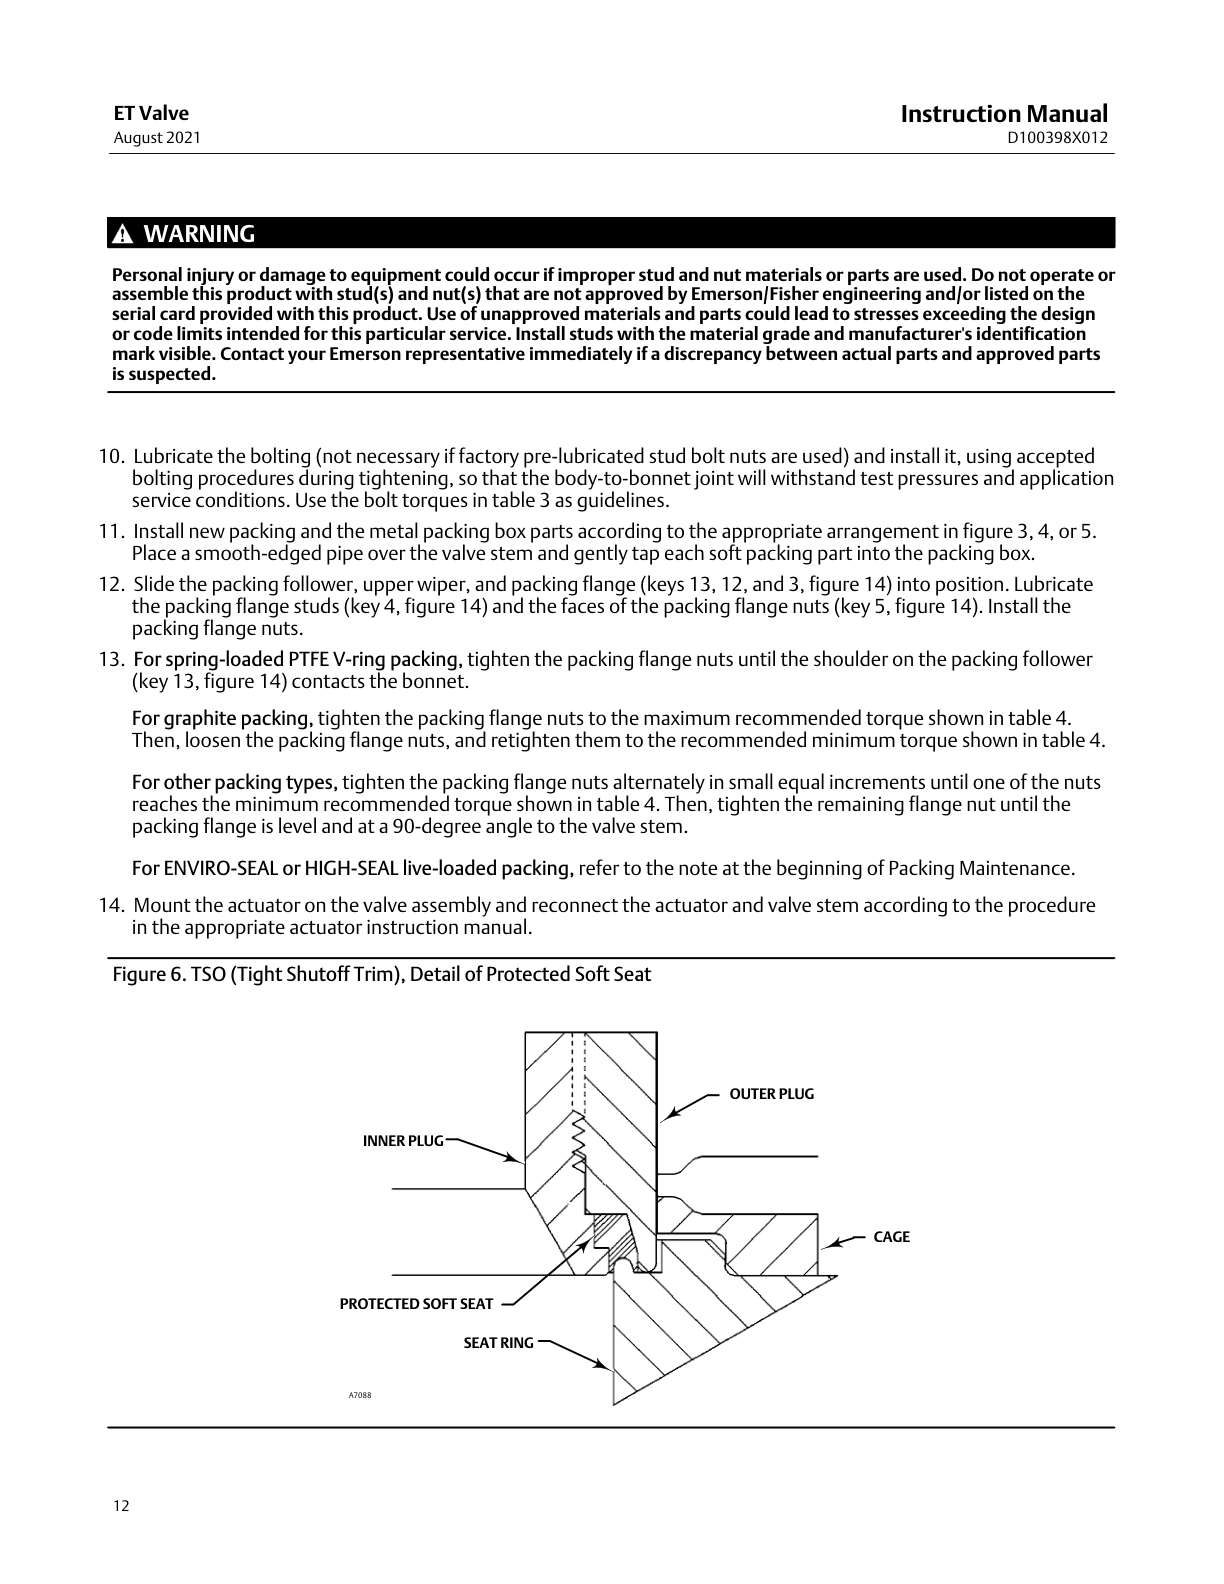 ET Valve
August 2021
Instruction Manual
D100398X012
WARNING
Personal injury or damage to equipment could occur if improper stud and nut materials or parts are used. Do not operate or
assemble this product with stud(s) and nut(s) that are not approved by Emerson/Fisher engineering and/or listed on the
serial card provided with this product. Use of unapproved materials and parts could lead to stresses exceeding the design
or code limits intended for this particular service. Install studs with the material grade and manufacturer's identification
mark visible. Contact your Emerson representative immediately if a discrepancy between actual parts and approved parts
is suspected.
10. Lubricate the bolting (not necessary if factory pre-lubricated stud bolt nuts are used) and install it, using accepted
bolting procedures during tightening, so that the body-to-bonnet joint will withstand test pressures and application
service conditions. Use the bolt torques in table 3 as guidelines.
11. Install new packing and the metal packing box parts according to the appropriate arrangement in figure 3, 4, or 5.
Place a smooth-edged pipe over the valve stem and gently tap each soft packing part into the packing box.
12. Slide the packing follower, upper wiper, and packing flange (keys 13, 12, and 3, figure 14) into position. Lubricate
the packing flange studs (key 4, figure 14) and the faces of the packing flange nuts (key 5, figure 14). Install the
packing flange nuts.
13. For spring-loaded PTFE V-ring packing, tighten the packing flange nuts until the shoulder on the packing follower
(key 13, figure 14) contacts the bonnet.
For graphite packing, tighten the packing flange nuts to the maximum recommended torque shown in table 4.
Then, loosen the packing flange nuts, and retighten them to the recommended minimum torque shown in table 4.
For other packing types, tighten the packing flange nuts alternately in small equal increments until one of the nuts
reaches the minimum recommended torque shown in table 4. Then, tighten the remaining flange nut until the
packing flange is level and at a 90-degree angle to the valve stem.
For ENVIRO-SEAL or HIGH-SEAL live-loaded packing, refer to the note at the beginning of Packing Maintenance.
14. Mount the actuator on the valve assembly and reconnect the actuator and valve stem according to the procedure
in the appropriate actuator instruction manual.
Figure 6. TSO (Tight Shutoff Trim), Detail of Protected Soft Seat
OUTER PLUG
INNER PLUG
CAGE
PROTECTED SOFT SEAT
SEAT RING
A7088
12